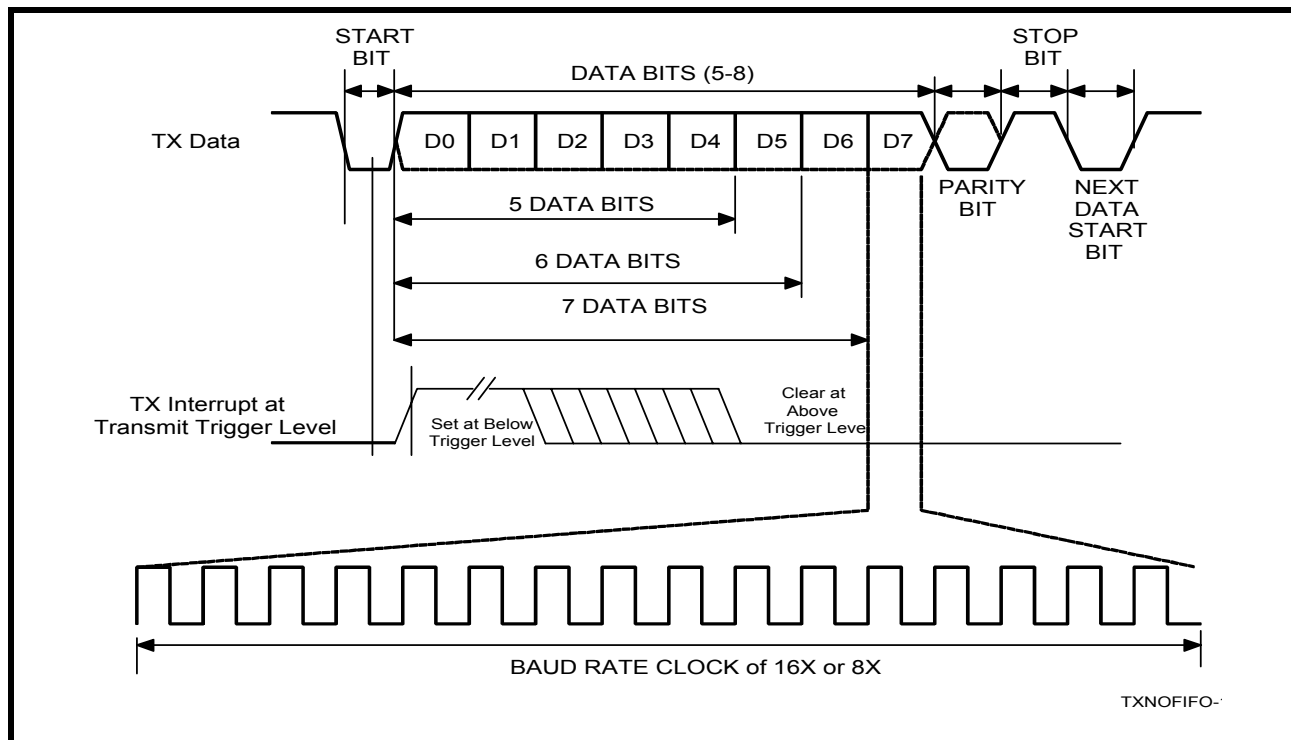 START
BIT
STOP
BIT
DATA BITS (5-8)
TX Data
D0 D1 D2 D3 D4 D5 D6 D7
PARITY
BIT
NEXT
DATA
START
BIT
5 DATA BITS
6 DATA BITS
7 DATA BITS
TX Interrupt at
Transmit Trigger Level
Set at Below
Trigger Level
Clear at
Above
Trigger Leve
BAUD RATE CLOCK of 16X or 8X
TXNOFIFO-